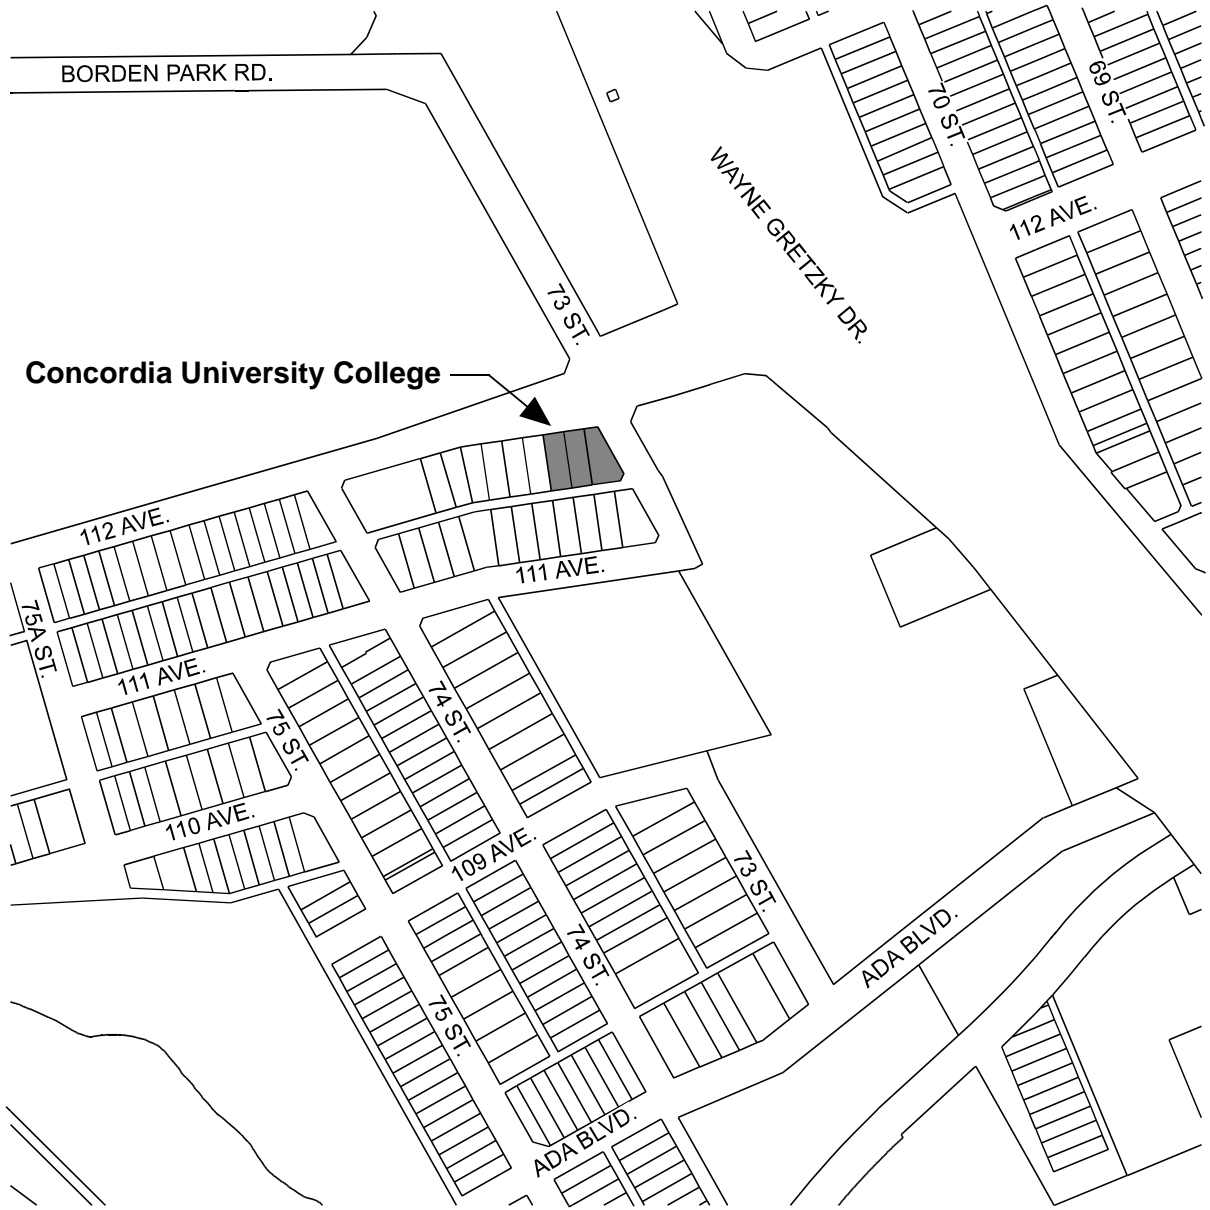 BORDEN PARK RD.
69 ST.
70 ST.
WAYNE GRETZKY DR.
112 AVE.
73 ST.
Concordia University College
112 AVE.
111 AVE.
75A ST.
111 AVE.
74 ST.
75 ST.
110 AVE.
109 AVE.
73 ST.
ADA BLVD.
74 ST.
75 ST.
ADA BLVD.